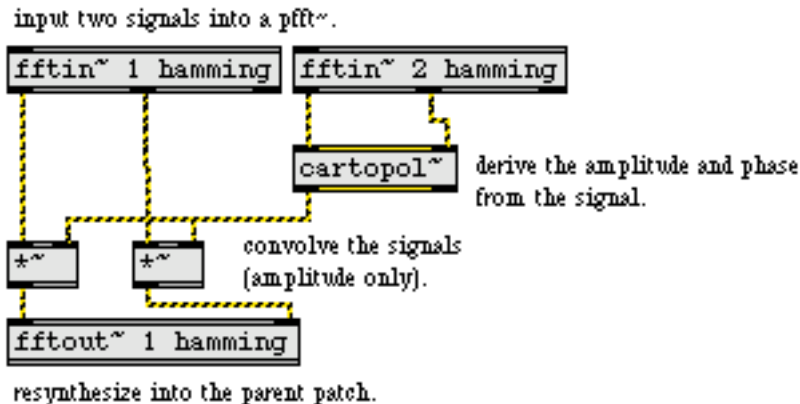 input two signals into a pfft~.
fftin~ 1 hamming
fftin~ 2 hamming
cartopol~
derive the amplitude and phase
from the signal.
*~
*~
convolve the signals
(amplitude only).
fftout~ 1 hamming
resynthesize into the parent patch.